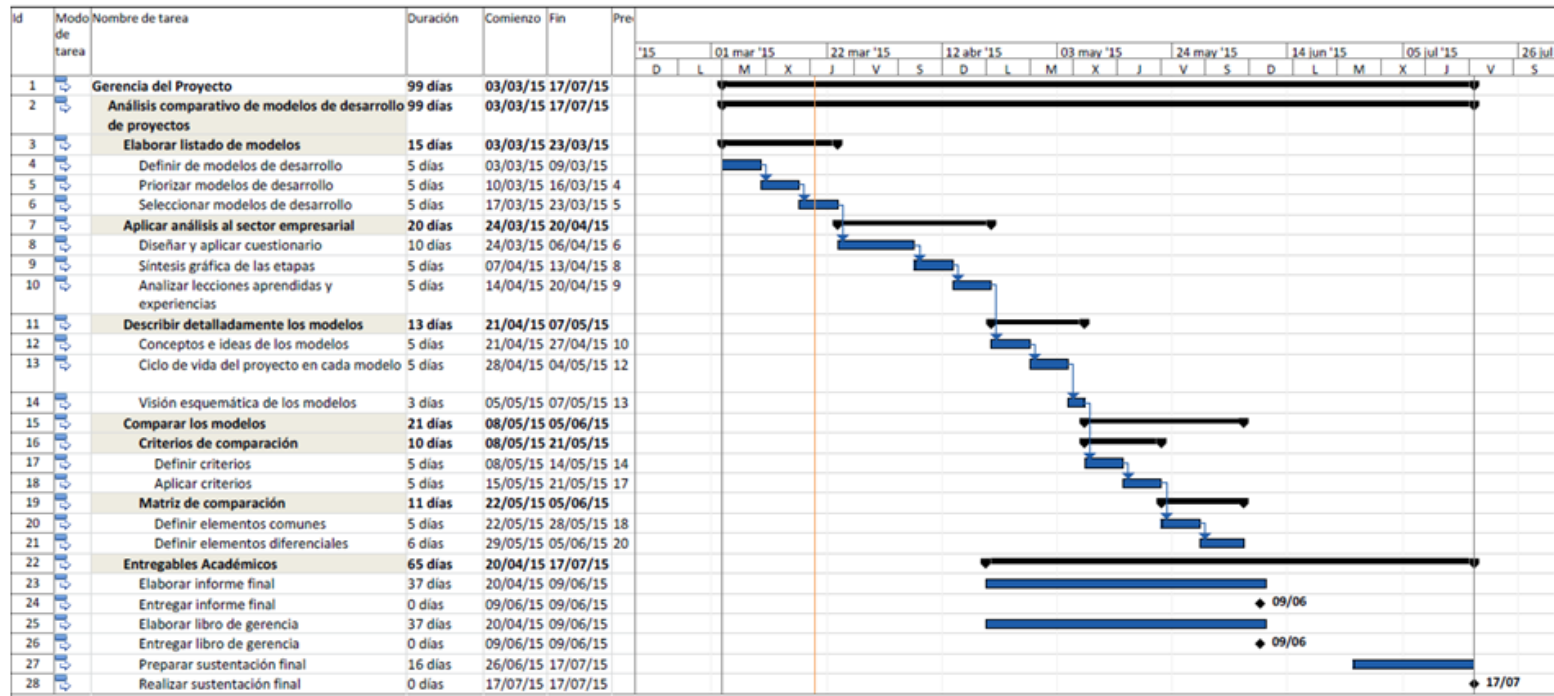 Id Modo de tarea Nombre de tarea Duración Comienzo Fin Pre
'15 01 mar '15 22 mar '15 12 abr '15 03 may '15 24 may '15 14 jun '15 05 jul '15 26 jul
D L M X J V S D L M X J V S D L M X J V S
1 Gerencia del Proyecto 99 días 03/03/15 17/07/15
2 Análisis comparativo de modelos de desarrollo 99 días 03/03/15 17/07/15
de proyectos
3 Elaborar listado de modelos 15 días 03/03/15 23/03/15
4 Definir de modelos de desarrollo 5 días 03/03/15 09/03/15
5 Priorizar modelos de desarrollo 5 días 10/03/15 16/03/15 4
6 Seleccionar modelos de desarrollo 5 días 17/03/15 23/03/15 5
7 Aplicar análisis al sector empresarial 20 días 24/03/15 20/04/15
8 Diseñar y aplicar cuestionario 10 días 24/03/15 06/04/15 6
9 Síntesis gráfica de las etapas 5 días 07/04/15 13/04/15 8
10 Analizar lecciones aprendidas y 5 días 14/04/15 20/04/15 9
experiencias
11 Describir detalladamente los modelos 13 días 21/04/15 07/05/15
12 Conceptos e ideas de los modelos 5 días 21/04/15 27/04/15 10
13 Ciclo de vida del proyecto en cada modelo 5 días 28/04/15 04/05/15 12
14 Visión esquemática de los modelos 3 días 05/05/15 07/05/15 13
15 Comparar los modelos 21 días 08/05/15 05/06/15
16 Criterios de comparación 10 días 08/05/15 21/05/15
17 Definir criterios 5 días 08/05/15 14/05/15 14
18 Aplicar criterios 5 días 15/05/15 21/05/15 17
19 Matriz de comparación 11 días 22/05/15 05/06/15
20 Definir elementos comunes 5 días 22/05/15 28/05/15 18
21 Definir elementos diferenciales 6 días 29/05/15 05/06/15 20
22 Entregables Académicos 65 días 20/04/15 17/07/15
23 Elaborar informe final 37 días 20/04/15 09/06/15
24 Entregar informe final 0 días 09/06/15 09/06/15 09/06
25 Elaborar libro de gerencia 37 días 20/04/15 09/06/15
26 Entregar libro de gerencia 0 días 09/06/15 09/06/15 09/06
27 Preparar sustentación final 16 días 26/06/15 17/07/15
28 Realizar sustentación final 0 días 17/07/15 17/07/15 17/07